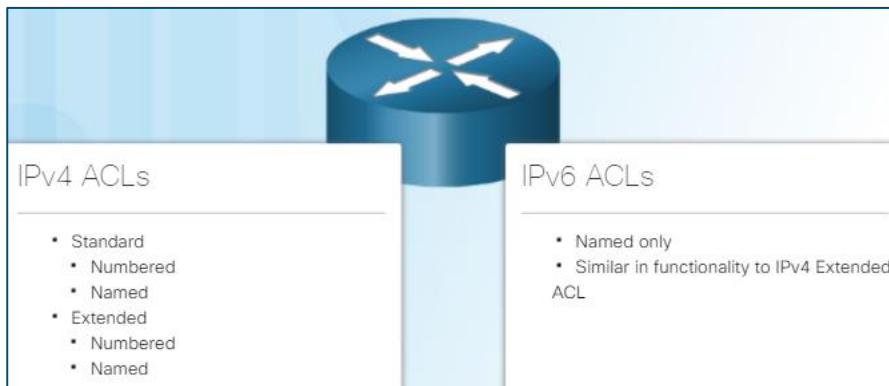 IPv4 ACLs
• Standard
• Numbered
• Named
• Extended
• Numbered
• Named
IPv6 ACLs
• Named only
• Similar in functionality to IPv4 Extended
ACL